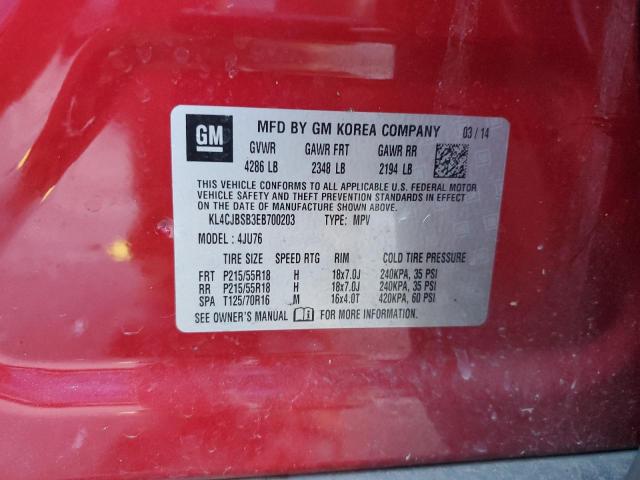 GM MFD BY GM KOREA COMPANY 03/14
GVWR GAWR FRT GAWR RR
4286 LB 2348 LB 2194 LB
THIS VEHICLE CONFORMS TO ALL APPLICABLE U.S. FEDERAL MOTOR
VEHICLE SAFETY AND THEFT PREVENTION STANDARDS IN EFFECT
ON THE DATE OF MANUFACTURE SHOWN ABOVE.
KL4CJBSB3EB700203 TYPE: MPV
MODEL : 4JU76
TIRE SIZE SPEED RTG RIM COLD TIRE PRESSURE
FRT P215/55R18 H 18x7.0J 240KPA, 35 PSI
RR P215/55R18 H 18x7.0J 240KPA, 35 PSI
SPA T125/70R16 M 16x4.0T 420KPA, 60 PSI
SEE OWNER'S MANUAL FOR MORE INFORMATION.